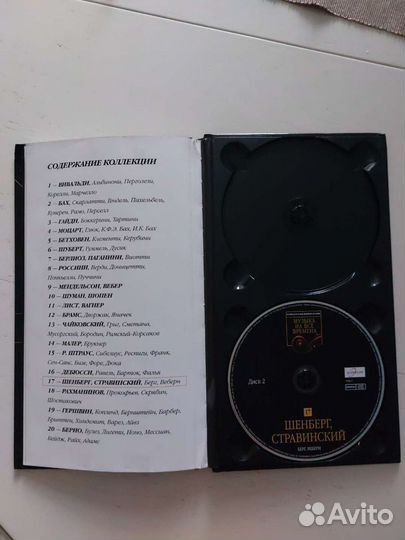 СОДЕРЖАНИЕ КОЛЛЕКЦИИ
1 — ВИВАЛЬДИ, Альбинони, Перголези,
Корелли, Марчелло
2 — БАХ, Скарлатти, Гендель, Пахельбель,
Куперен, Рамо, Перселл
3 — ГАЙДН, Боккерини, Тартини
4 — МОЦАРТ, Глюк, К.Ф.Э. Бах, И.К. Бах
5 — БЕТХОВЕН, Клементи, Керубини
6 — ШУБЕРТ, Гуммель, Дусик
7 — БЕРЛИОЗ, ПАГАНИНИ, Виотти
8 — РОССИНИ, Верди, Доницетти,
Понкьелли, Пуччини
9 — МЕНДЕЛЬСОН, ВЕБЕР
10 — ШУМАН, ШОПЕН
11 — ЛИСТ, ВАГНЕР
12 — БРАМС, Дворжак, Яначек
13 — ЧАЙКОВСКИЙ, Григ, Сметана,
Мусоргский, Бородин, Римский-Корсаков
14 — МАЛЕР, Брукнер
15 — Р. ШТРАУС, Сибелиус, Респиги, Франк,
Сен-Санс, Бизе, Форе, Дюка
16 — ДЕБЮССИ, Равель, Барток, Фалья
17 — ШЕНБЕРГ, СТРАВИНСКИЙ, Берг, Веберн
18 — РАХМАНИНОВ, Прокофьев, Скрябин,
Шостакович
19 — ГЕРШВИН, Копленд, Бернштейн, Барбер,
Бриттен, Хиндемит, Варез, Айвз
20 — БЕРИО, Булез, Лигети, Ноно, Мессиан,
Кейдж, Райх, Адамс
МУЗЫКА
НА ВСЕ
ВРЕМЕНА
Диск 2
17
ШЕНБЕРГ,
СТРАВИНСКИЙ
БЕРГ, ВЕБЕРН
Avito